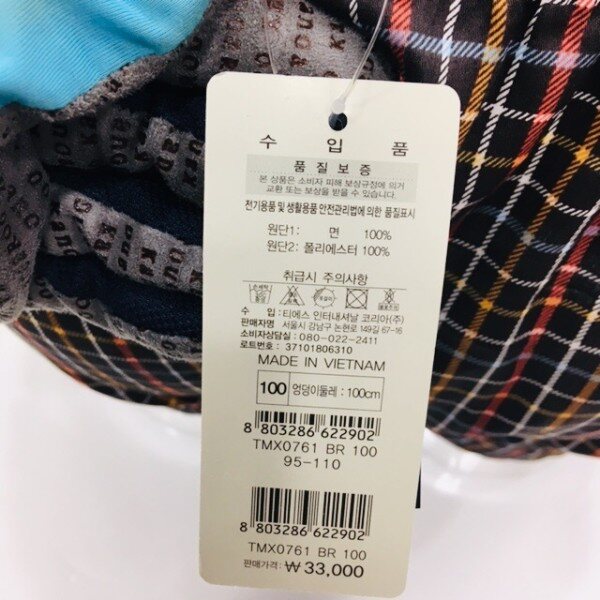 수 입 품
품 질 보 증
본 상품은 소비자 피해 보상규정에 의거
교환 또는 보상을 받을 수 있습니다.
전기용품 및 생활용품 안전관리법에 의한 품질표시
원단1: 면 100%
원단2: 폴리에스터 100%
취급시 주의사항
손세탁
수 입 : 티에스 인터내셔날 코리아(주)
판매자명 : 서울시 강남구 논현로 149길 67-16
소비자상담실 : 080-022-2411
로트번호 : 37101806310
MADE IN VIETNAM
100 엉덩이둘레 : 100cm
8 803286 622902
TMX0761 BR 100
95-110
8 803286 622902
TMX0761 BR 100
판매가격: ₩ 33,000